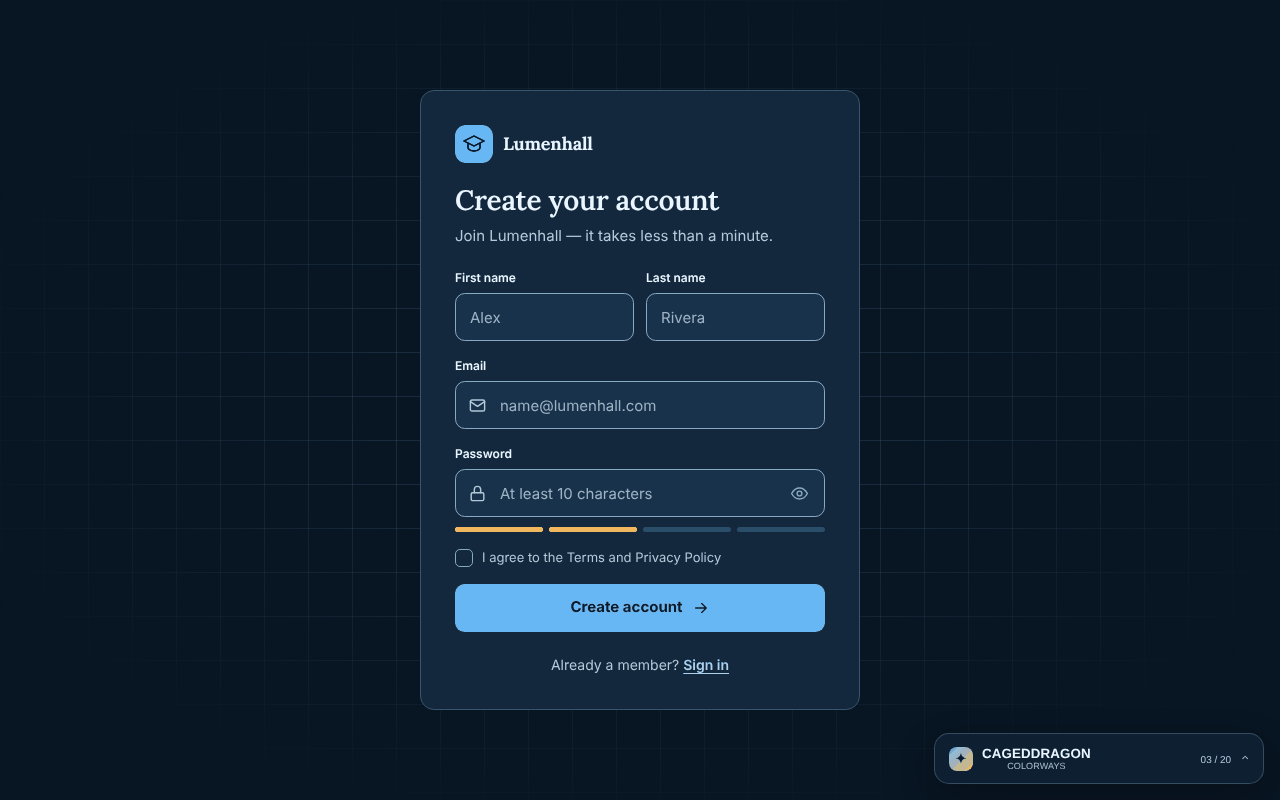 Lumenhall
Create your account
Join Lumenhall — it takes less than a minute.
First name
Last name
Alex
Rivera
Email
name@lumenhall.com
Password
At least 10 characters
I agree to the Terms and Privacy Policy
Create account →
Already a member? Sign in
CAGEDDRAGON
COLORWAYS
03 / 20